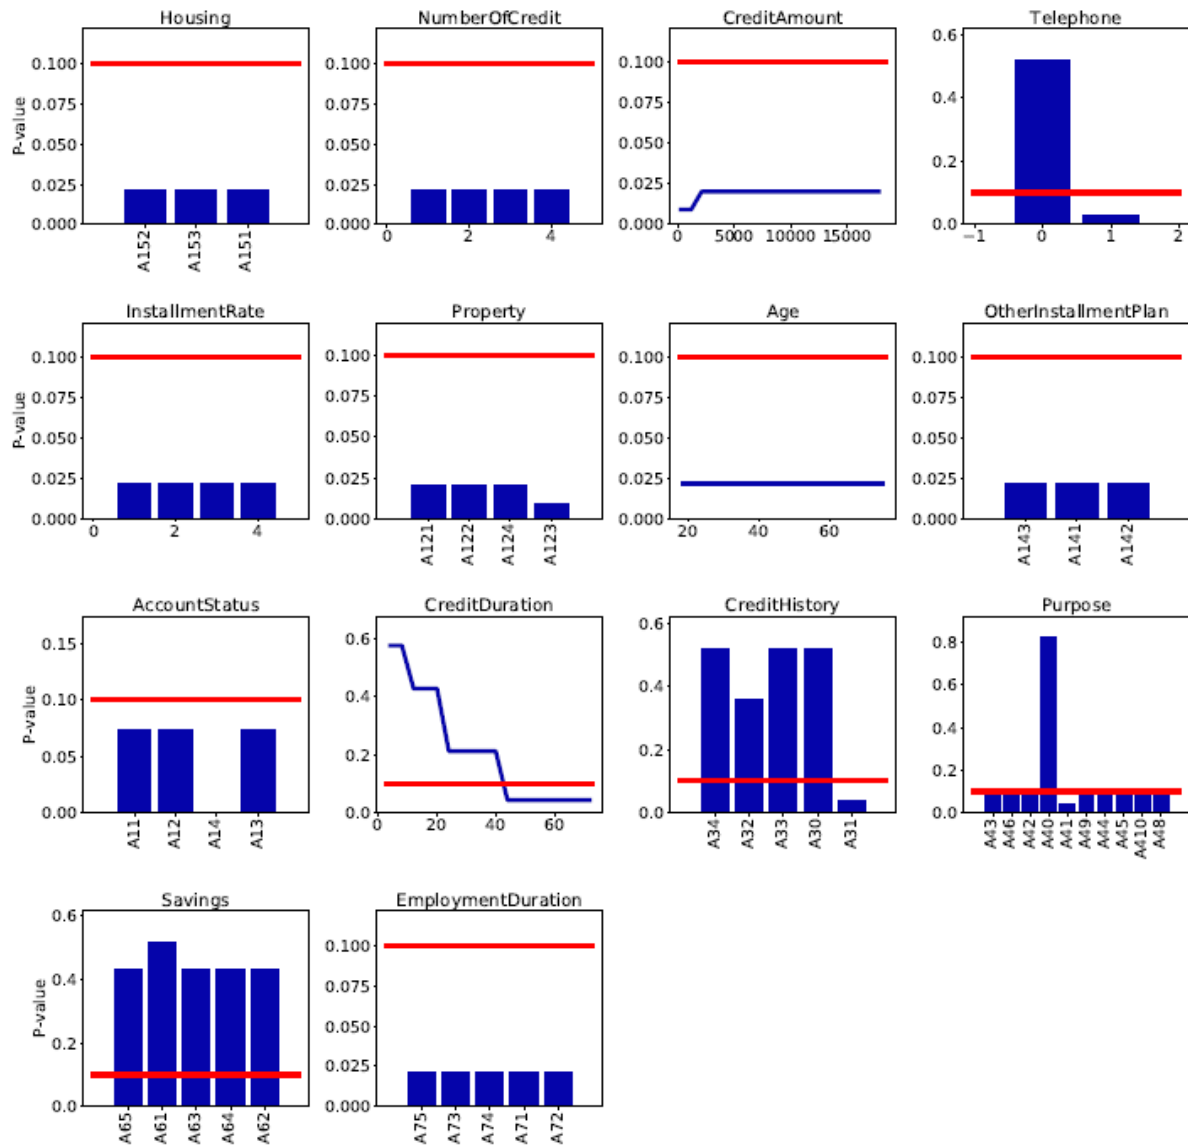 Housing
P-value
0.100
0.075
0.050
0.025
0.000
A152 A153 A151
NumberOfCredit
0.100
0.075
0.050
0.025
0.000
0 2 4
CreditAmount
0.100
0.075
0.050
0.025
0.000
0 5000 10000 15000
Telephone
0.6
0.4
0.2
0.0
−1 0 1 2
InstallmentRate
P-value
0.100
0.075
0.050
0.025
0.000
0 2 4
Property
0.100
0.075
0.050
0.025
0.000
A121 A122 A124 A123
Age
0.100
0.075
0.050
0.025
0.000
20 40 60
OtherInstallmentPlan
0.100
0.075
0.050
0.025
0.000
A143 A141 A142
AccountStatus
P-value
0.15
0.10
0.05
0.00
A11 A12 A14 A13
CreditDuration
0.6
0.4
0.2
0.0
0 20 40 60
CreditHistory
0.6
0.4
0.2
0.0
A34 A32 A33 A30 A31
Purpose
0.8
0.6
0.4
0.2
0.0
A43 A46 A42 A40 A41 A49 A44 A45 A410 A48
Savings
P-value
0.6
0.4
0.2
0.0
A65 A61 A63 A64 A62
EmploymentDuration
0.100
0.075
0.050
0.025
0.000
A75 A73 A74 A71 A72